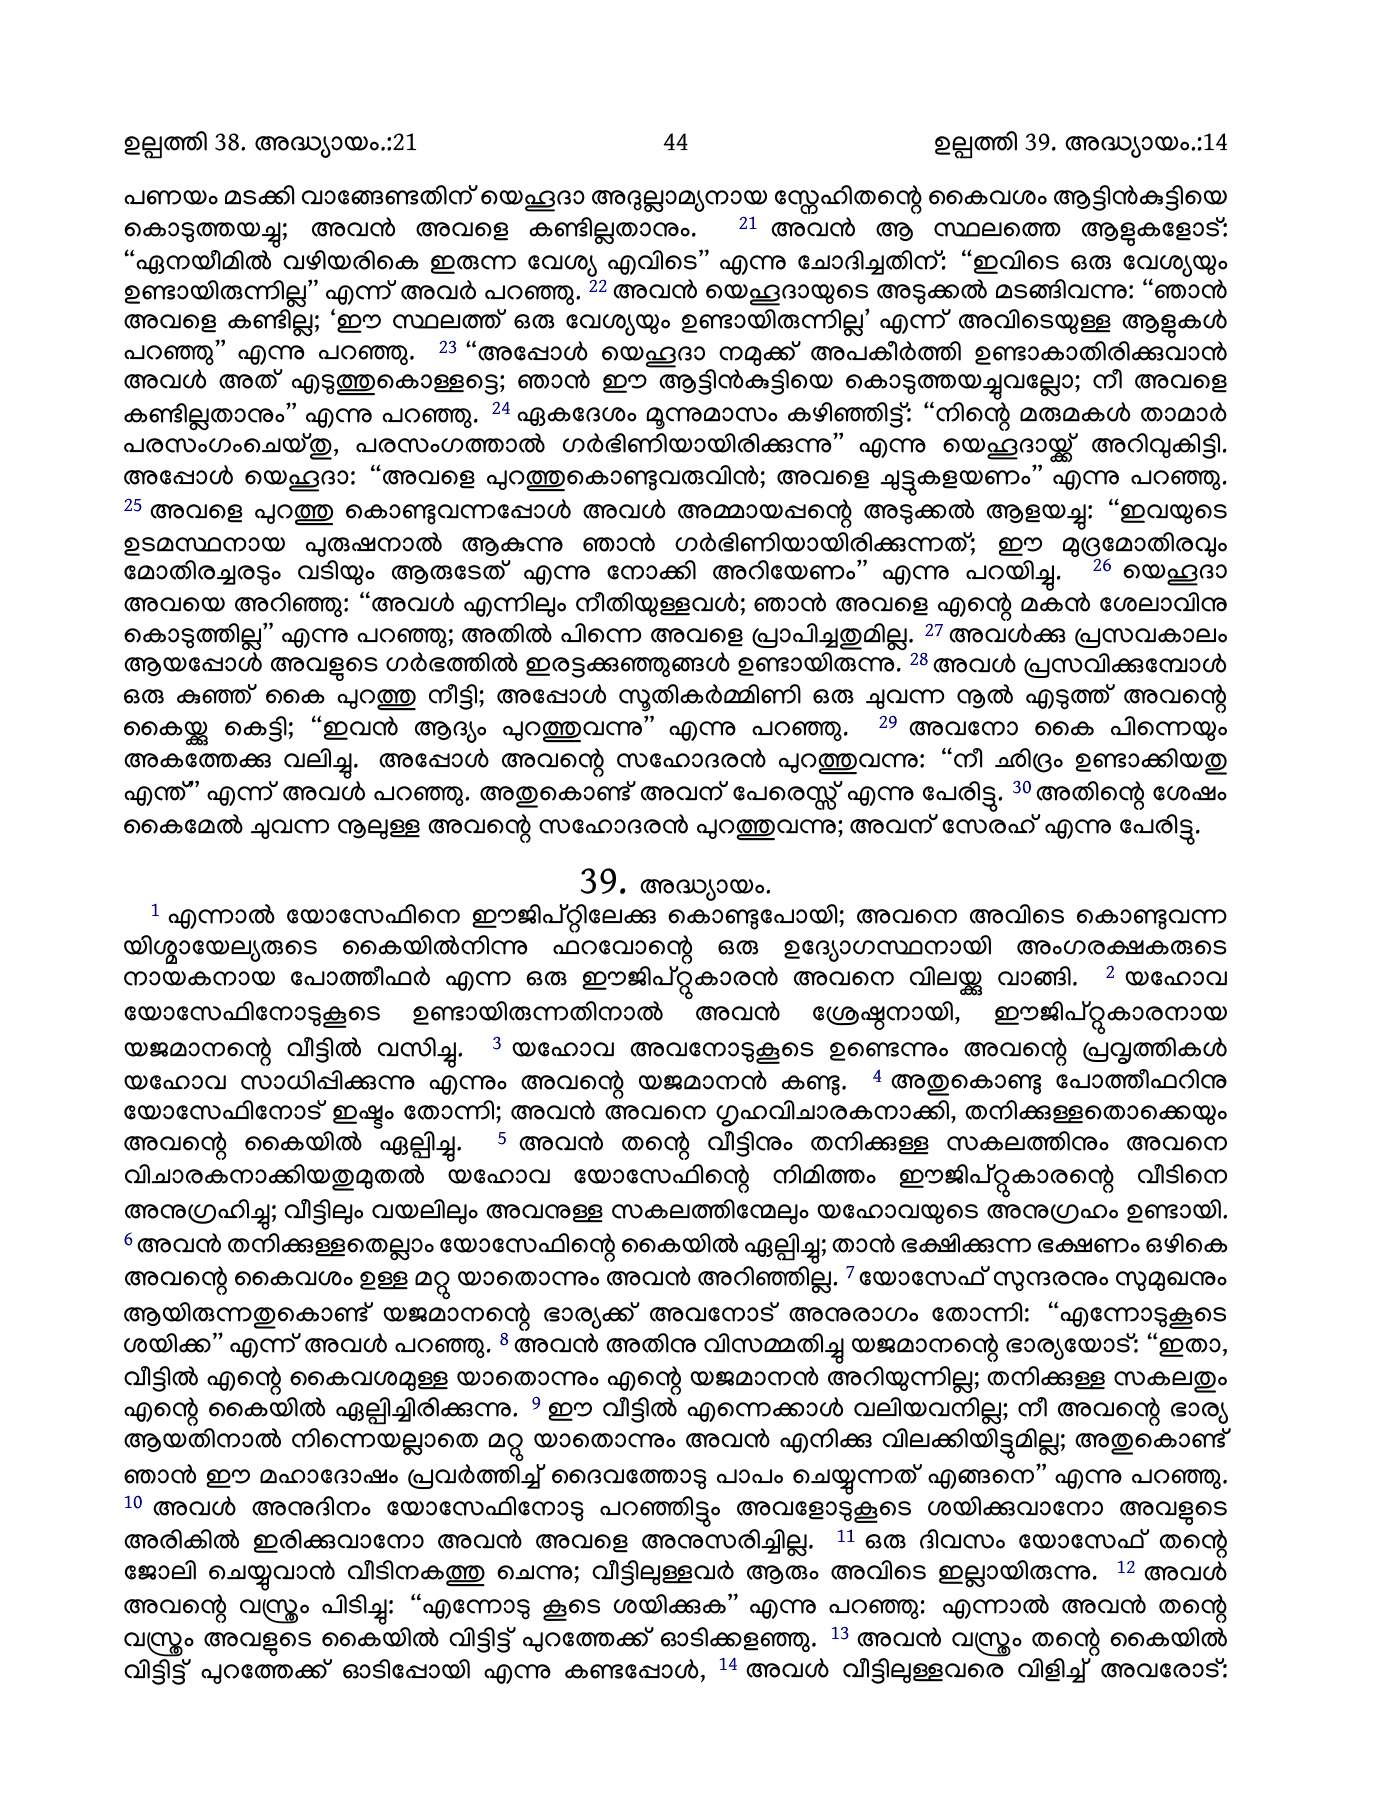 ഉല്പത്തി 38. അദ്ധ്യായം.:21 44 ഉല്പത്തി 39. അദ്ധ്യായം.:14
പണയം മടക്കി വാങ്ങേണ്ടതിന് യെഹൂദാ അദുല്ലാമ്യനായ സ്നേഹിതന്റെ കൈവശം ആട്ടിൻകുട്ടിയെ
കൊടുത്തയച്ചു; അവൻ അവളെ കണ്ടില്ലതാനും. 21 അവൻ ആ സ്ഥലത്തെ ആളുകളോട്:
“ഏനയീമിൽ വഴിയരികെ ഇരുന്ന വേശ്യ എവിടെ” എന്നു ചോദിച്ചതിന്: “ഇവിടെ ഒരു വേശ്യയും
ഉണ്ടായിരുന്നില്ല” എന്ന് അവർ പറഞ്ഞു. 22 അവൻ യെഹൂദായുടെ അടുക്കൽ മടങ്ങിവന്നു: “ഞാൻ
അവളെ കണ്ടില്ല; ‘ഈ സ്ഥലത്ത് ഒരു വേശ്യയും ഉണ്ടായിരുന്നില്ല’ എന്ന് അവിടെയുള്ള ആളുകൾ
പറഞ്ഞു” എന്നു പറഞ്ഞു. 23 “അപ്പോൾ യെഹൂദാ നമുക്ക് അപകീർത്തി ഉണ്ടാകാതിരിക്കുവാൻ
അവൾ അത് എടുത്തുകൊള്ളട്ടെ; ഞാൻ ഈ ആട്ടിൻകുട്ടിയെ കൊടുത്തയച്ചുവല്ലോ; നീ അവളെ
കണ്ടില്ലതാനും” എന്നു പറഞ്ഞു. 24 ഏകദേശം മൂന്നുമാസം കഴിഞ്ഞിട്ട്: “നിന്റെ മരുമകൾ താമാർ
പരസംഗംചെയ്തു, പരസംഗത്താൽ ഗർഭിണിയായിരിക്കുന്നു” എന്നു യെഹൂദായ്ക്ക് അറിവുകിട്ടി.
അപ്പോൾ യെഹൂദാ: “അവളെ പുറത്തുകൊണ്ടുവരുവിൻ; അവളെ ചുട്ടുകളയണം” എന്നു പറഞ്ഞു.
25 അവളെ പുറത്തു കൊണ്ടുവന്നപ്പോൾ അവൾ അമ്മായപ്പന്റെ അടുക്കൽ ആളയച്ചു: “ഇവയുടെ
ഉടമസ്ഥനായ പുരുഷനാൽ ആകുന്നു ഞാൻ ഗർഭിണിയായിരിക്കുന്നത്; ഈ മുദ്രമോതിരവും
മോതിരച്ചരടും വടിയും ആരുടേത് എന്നു നോക്കി അറിയേണം” എന്നു പറയിച്ചു. 26 യെഹൂദാ
അവയെ അറിഞ്ഞു: “അവൾ എന്നിലും നീതിയുള്ളവൾ; ഞാൻ അവളെ എന്റെ മകൻ ശേലാവിനു
കൊടുത്തില്ല” എന്നു പറഞ്ഞു; അതിൽ പിന്നെ അവളെ പ്രാപിച്ചതുമില്ല. 27 അവൾക്കു പ്രസവകാലം
ആയപ്പോൾ അവളുടെ ഗർഭത്തിൽ ഇരട്ടക്കുഞ്ഞുങ്ങൾ ഉണ്ടായിരുന്നു. 28 അവൾ പ്രസവിക്കുമ്പോൾ
ഒരു കുഞ്ഞ് കൈ പുറത്തു നീട്ടി; അപ്പോൾ സൂതികർമ്മിണി ഒരു ചുവന്ന നൂൽ എടുത്ത് അവന്റെ
കൈയ്ക്കു കെട്ടി; “ഇവൻ ആദ്യം പുറത്തുവന്നു” എന്നു പറഞ്ഞു. 29 അവനോ കൈ പിന്നെയും
അകത്തേക്കു വലിച്ചു. അപ്പോൾ അവന്റെ സഹോദരൻ പുറത്തുവന്നു: “നീ ഛിദ്രം ഉണ്ടാക്കിയതു
എന്ത്” എന്ന് അവൾ പറഞ്ഞു. അതുകൊണ്ട് അവന് പേരെസ്സ് എന്നു പേരിട്ടു. 30 അതിന്റെ ശേഷം
കൈമേൽ ചുവന്ന നൂലുള്ള അവന്റെ സഹോദരൻ പുറത്തുവന്നു; അവന് സേരഹ് എന്നു പേരിട്ടു.
39. അദ്ധ്യായം.
1 എന്നാൽ യോസേഫിനെ ഈജിപ്റ്റിലേക്കു കൊണ്ടുപോയി; അവനെ അവിടെ കൊണ്ടുവന്ന
യിശ്മായേല്യരുടെ കൈയിൽനിന്നു ഫറവോന്റെ ഒരു ഉദ്യോഗസ്ഥനായി അംഗരക്ഷകരുടെ
നായകനായ പോത്തീഫർ എന്ന ഒരു ഈജിപ്റ്റുകാരൻ അവനെ വിലയ്ക്കു വാങ്ങി. 2 യഹോവ
യോസേഫിനോടുകൂടെ ഉണ്ടായിരുന്നതിനാൽ അവൻ ശ്രേഷ്ഠനായി, ഈജിപ്റ്റുകാരനായ
യജമാനന്റെ വീട്ടിൽ വസിച്ചു. 3 യഹോവ അവനോടുകൂടെ ഉണ്ടെന്നും അവന്റെ പ്രവൃത്തികൾ
യഹോവ സാധിപ്പിക്കുന്നു എന്നും അവന്റെ യജമാനൻ കണ്ടു. 4 അതുകൊണ്ടു പോത്തീഫറിനു
യോസേഫിനോട് ഇഷ്ടം തോന്നി; അവൻ അവനെ ഗൃഹവിചാരകനാക്കി, തനിക്കുള്ളതൊക്കെയും
അവന്റെ കൈയിൽ ഏല്പിച്ചു. 5 അവൻ തന്റെ വീട്ടിനും തനിക്കുള്ള സകലത്തിനും അവനെ
വിചാരകനാക്കിയതുമുതൽ യഹോവ യോസേഫിന്റെ നിമിത്തം ഈജിപ്റ്റുകാരന്റെ വീടിനെ
അനുഗ്രഹിച്ചു; വീട്ടിലും വയലിലും അവനുള്ള സകലത്തിന്മേലും യഹോവയുടെ അനുഗ്രഹം ഉണ്ടായി.
6 അവൻ തനിക്കുള്ളതെല്ലാം യോസേഫിന്റെ കൈയിൽ ഏല്പിച്ചു; താൻ ഭക്ഷിക്കുന്ന ഭക്ഷണം ഒഴികെ
അവന്റെ കൈവശം ഉള്ള മറ്റു യാതൊന്നും അവൻ അറിഞ്ഞില്ല. 7 യോസേഫ് സുന്ദരനും സുമുഖനും
ആയിരുന്നതുകൊണ്ട് യജമാനന്റെ ഭാര്യക്ക് അവനോട് അനുരാഗം തോന്നി: “എന്നോടുകൂടെ
ശയിക്ക” എന്ന് അവൾ പറഞ്ഞു. 8 അവൻ അതിനു വിസമ്മതിച്ചു യജമാനന്റെ ഭാര്യയോട്: “ഇതാ,
വീട്ടിൽ എന്റെ കൈവശമുള്ള യാതൊന്നും എന്റെ യജമാനൻ അറിയുന്നില്ല; തനിക്കുള്ള സകലതും
എന്റെ കൈയിൽ ഏല്പിച്ചിരിക്കുന്നു. 9 ഈ വീട്ടിൽ എന്നെക്കാൾ വലിയവനില്ല; നീ അവന്റെ ഭാര്യ
ആയതിനാൽ നിന്നെയല്ലാതെ മറ്റു യാതൊന്നും അവൻ എനിക്കു വിലക്കിയിട്ടുമില്ല; അതുകൊണ്ട്
ഞാൻ ഈ മഹാദോഷം പ്രവർത്തിച്ച് ദൈവത്തോടു പാപം ചെയ്യുന്നത് എങ്ങനെ” എന്നു പറഞ്ഞു.
10 അവൾ അനുദിനം യോസേഫിനോടു പറഞ്ഞിട്ടും അവളോടുകൂടെ ശയിക്കുവാനോ അവളുടെ
അരികിൽ ഇരിക്കുവാനോ അവൻ അവളെ അനുസരിച്ചില്ല. 11 ഒരു ദിവസം യോസേഫ് തന്റെ
ജോലി ചെയ്യുവാൻ വീടിനകത്തു ചെന്നു; വീട്ടിലുള്ളവർ ആരും അവിടെ ഇല്ലായിരുന്നു. 12 അവൾ
അവന്റെ വസ്ത്രം പിടിച്ചു: “എന്നോടു കൂടെ ശയിക്കുക” എന്നു പറഞ്ഞു: എന്നാൽ അവൻ തന്റെ
വസ്ത്രം അവളുടെ കൈയിൽ വിട്ടിട്ട് പുറത്തേക്ക് ഓടിക്കളഞ്ഞു. 13 അവൻ വസ്ത്രം തന്റെ കൈയിൽ
വിട്ടിട്ട് പുറത്തേക്ക് ഓടിപ്പോയി എന്നു കണ്ടപ്പോൾ, 14 അവൾ വീട്ടിലുള്ളവരെ വിളിച്ച് അവരോട്: